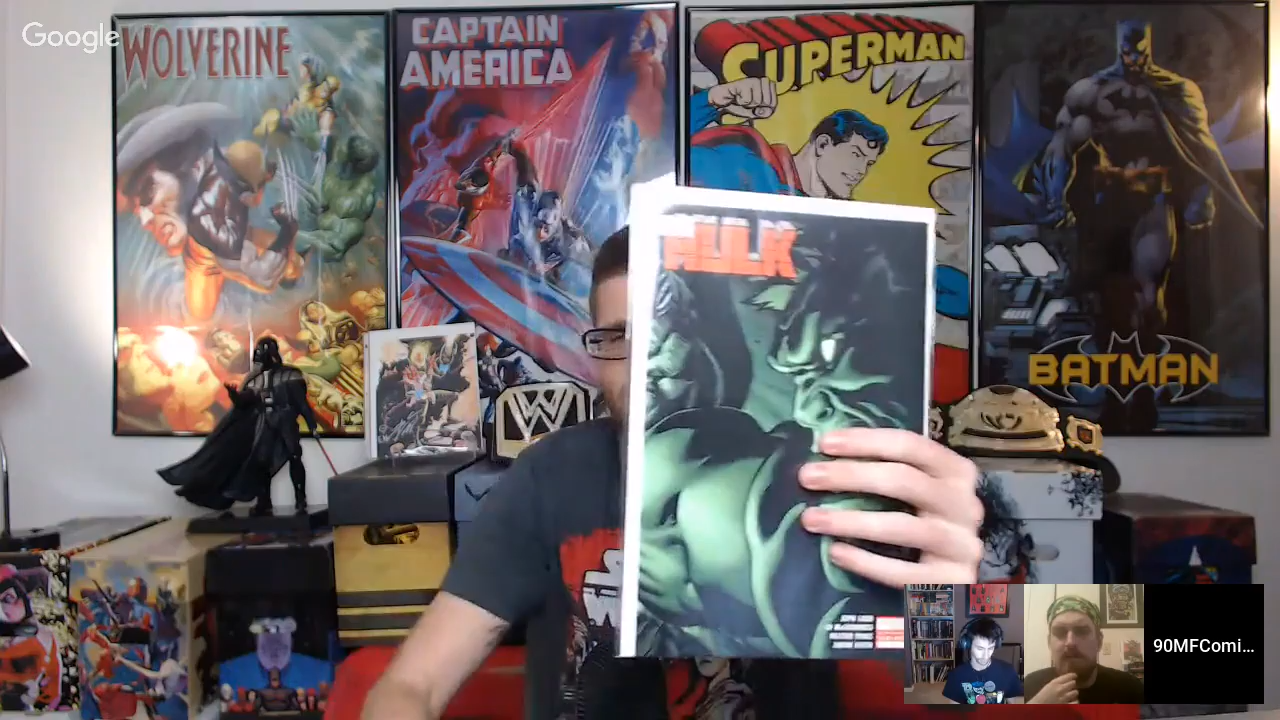 Google
WOLVERINE
CAPTAIN
AMERICA
SUPERMAN
BATMAN
HULK
W
90MFComi...